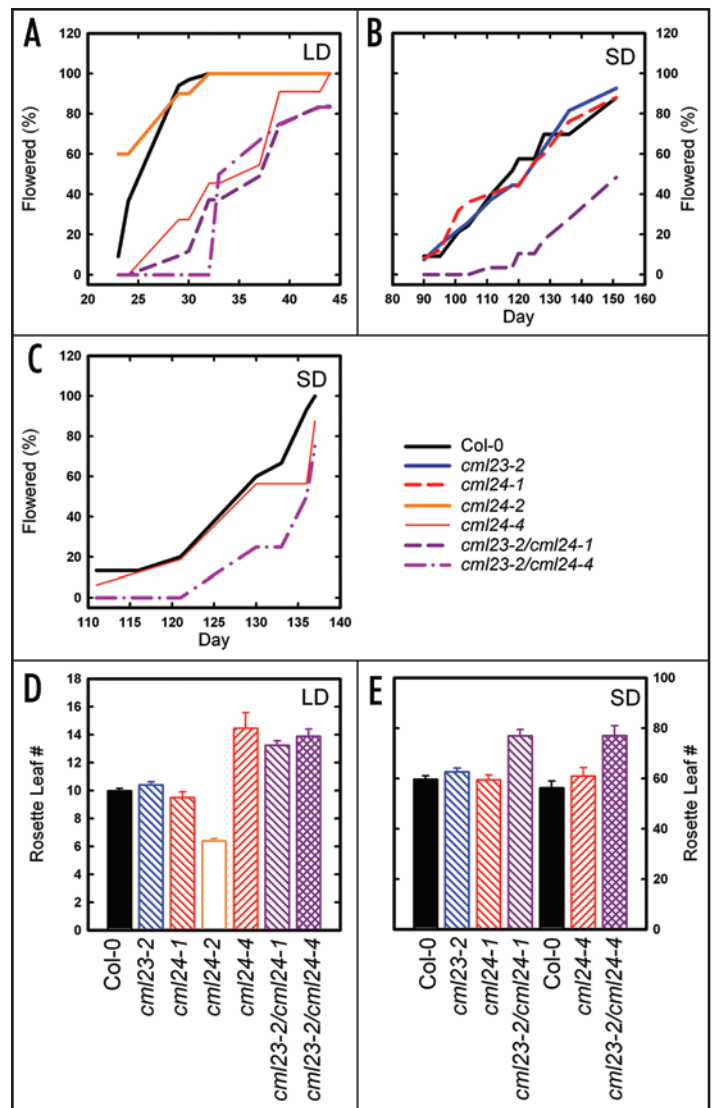 A
LD
120
100
80
60
40
20
0
Flowered (%)
20 25 30 35 40 45
B
SD
120
100
80
60
40
20
0
Flowered (%)
80 90 100 110 120 130 140 150 160
Day
C
SD
120
100
80
60
40
20
0
Flowered (%)
110 115 120 125 130 135 140
Day
Col-0
cml23-2
cml24-1
cml24-2
cml24-4
cml23-2/cml24-1
cml23-2/cml24-4
D
LD
18
16
14
12
10
8
6
4
2
0
Rosette Leaf #
Col-0
cml23-2
cml24-1
cml24-2
cml24-4
cml23-2/cml24-1
cml23-2/cml24-4
E
SD
100
80
60
40
20
0
Rosette Leaf #
Col-0
cml23-2
cml24-1
cml23-2/cml24-1
Col-0
cml24-4
cml23-2/cml24-4